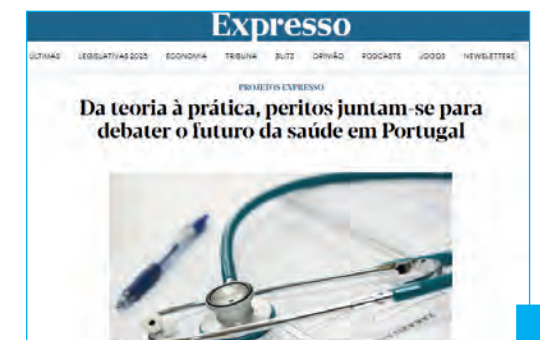 Expresso
ÚLTIMAS LEGISLATIVAS 2025 ECONOMIA TRIBUNA BLITZ OPINIÃO PODCASTS JOGOS NEWSLETTERS
PROJETOS EXPRESSO
Da teoria à prática, peritos juntam-se para
debater o futuro da saúde em Portugal